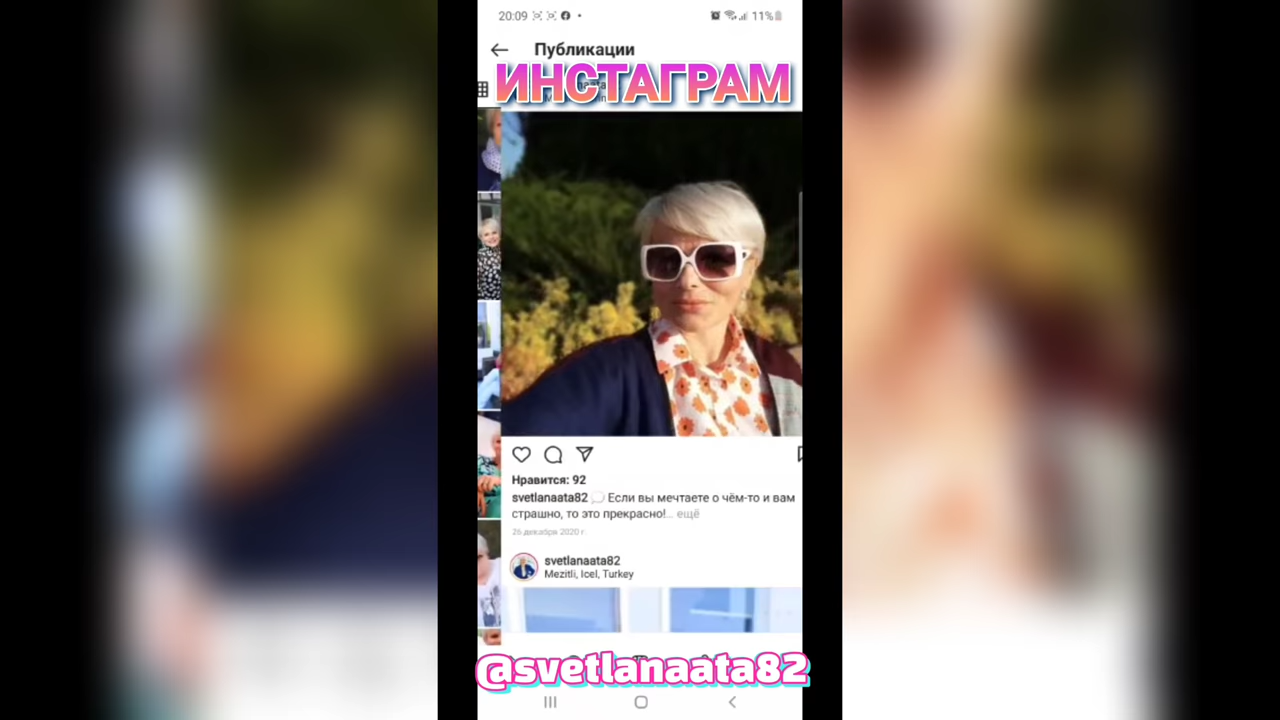 20:09
11%
Публикации
ИНСТАГРАМ
Нравится: 92
svetlanaata82 Если вы мечтаете о чём-то и вам
страшно, то это прекрасно!... ещё
26 декабря 2020 г.
svetlanaata82
Mezitli, Icel, Turkey
@svetlanaata82